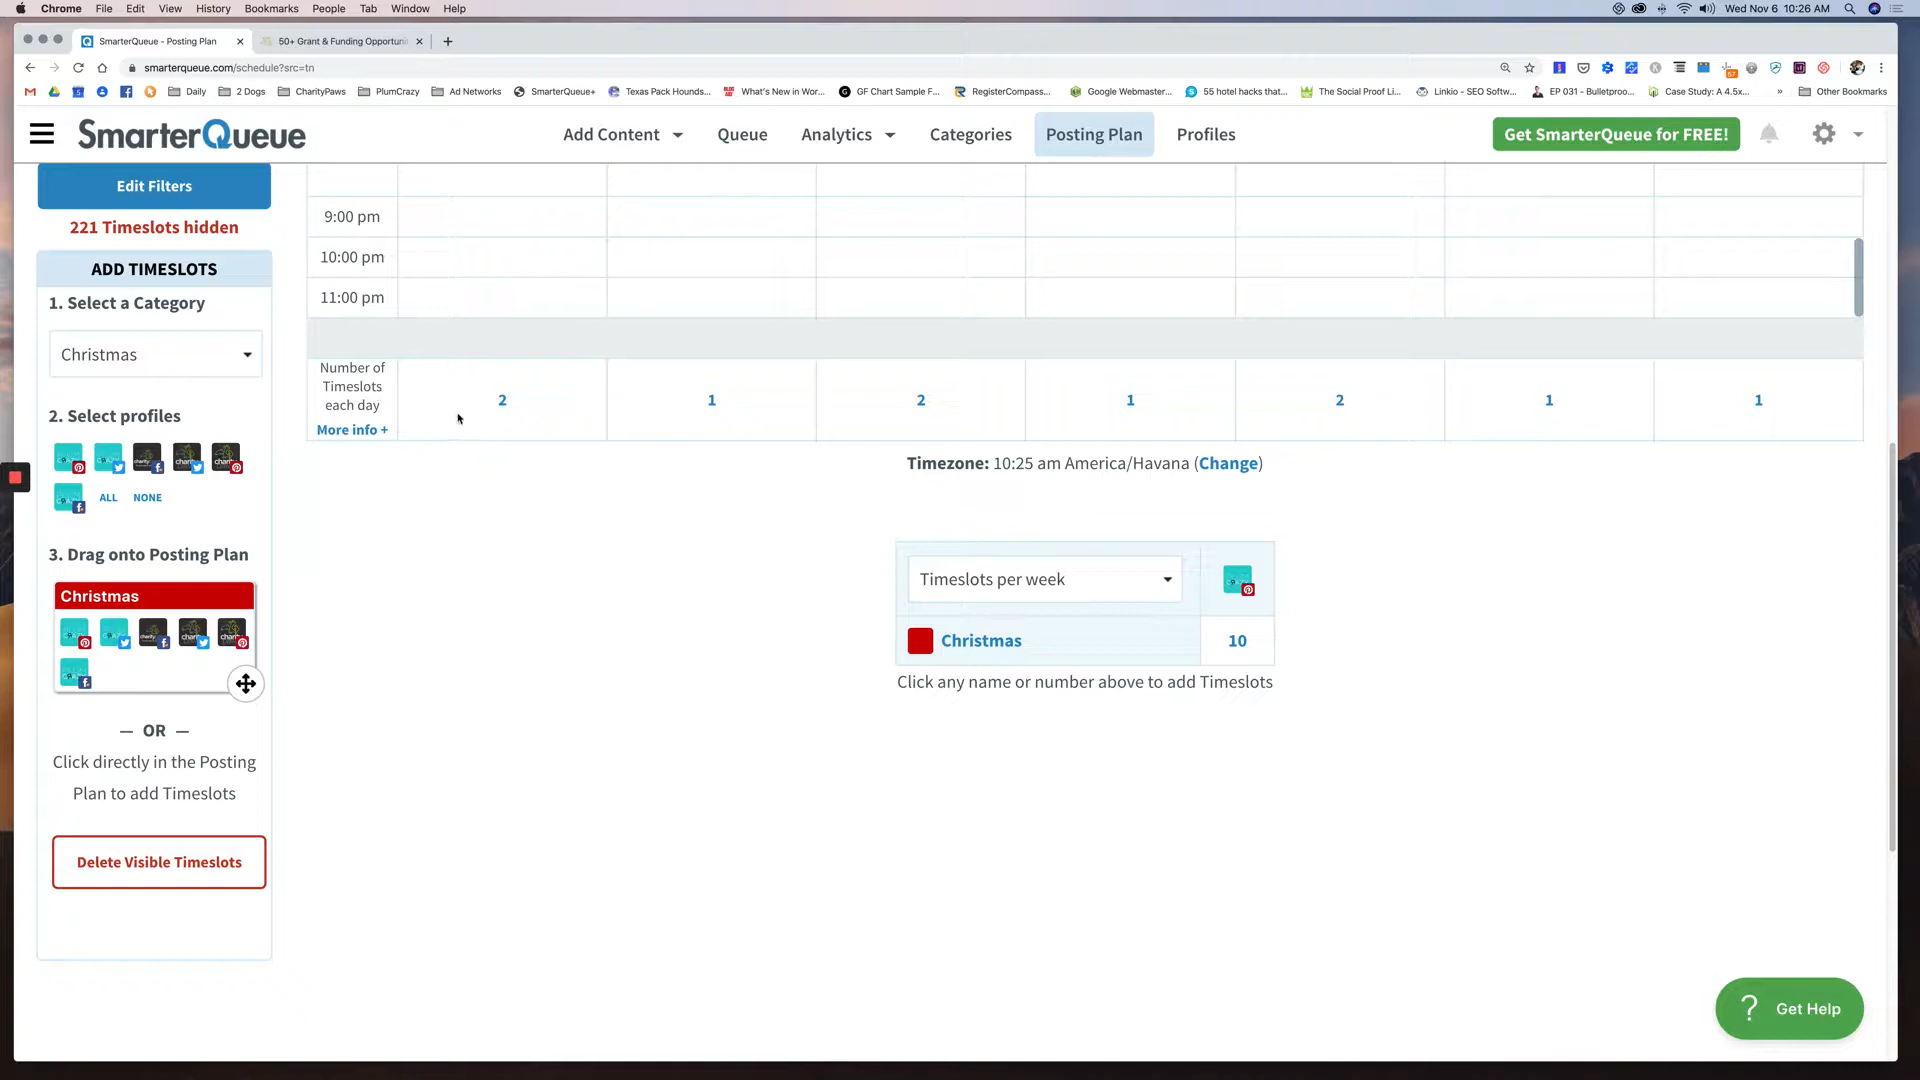 Chrome File Edit View History Bookmarks People Tab Window Help Wed Nov 6 10:26 AM
SmarterQueue - Posting Plan 50+ Grant & Funding Opportuni
smarterqueue.com/schedule?src=tn
Daily 2 Dogs CharityPaws PlumCrazy Ad Networks SmarterQueue+ Texas Pack Hounds... What's New in Wor... GF Chart Sample F... RegisterCompass... Google Webmaster... 55 hotel hacks that... The Social Proof Li... Linkio - SEO Softw... EP 031 - Bulletproo... Case Study: A 4.5x... » Other Bookmarks
SmarterQueue Add Content Queue Analytics Categories Posting Plan Profiles Get SmarterQueue for FREE!
Edit Filters
221 Timeslots hidden
ADD TIMESLOTS
1. Select a Category
Christmas
2. Select profiles
ALL NONE
3. Drag onto Posting Plan
Christmas
— OR —
Click directly in the Posting
Plan to add Timeslots
Delete Visible Timeslots
9:00 pm
10:00 pm
11:00 pm
Number of
Timeslots
each day
More info +
2 1 2 1 2 1 1
Timezone: 10:25 am America/Havana (Change)
Timeslots per week
Christmas 10
Click any name or number above to add Timeslots
? Get Help